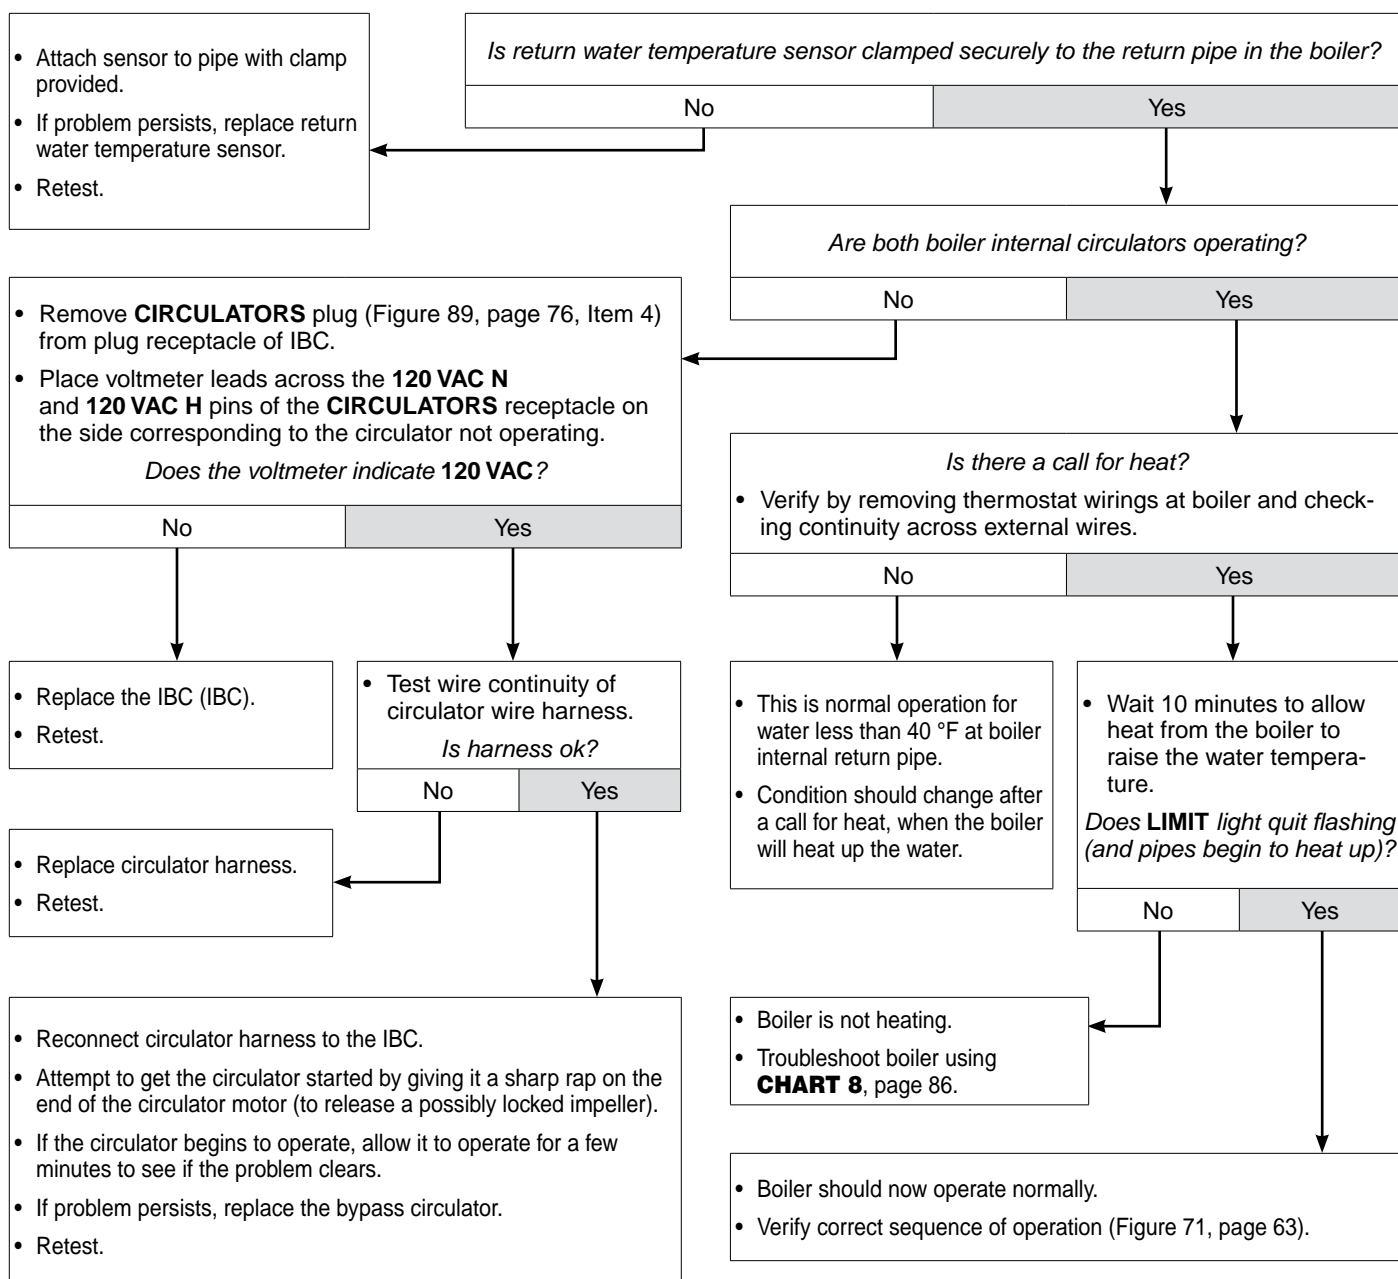 Is return water temperature sensor clamped securely to the return pipe in the boiler?
No
Yes
• Attach sensor to pipe with clamp
provided.
• If problem persists, replace return
water temperature sensor.
• Retest.
Are both boiler internal circulators operating?
No
Yes
• Remove CIRCULATORS plug (Figure 89, page 76, Item 4)
from plug receptacle of IBC.
• Place voltmeter leads across the 120 VAC N
and 120 VAC H pins of the CIRCULATORS receptacle on
the side corresponding to the circulator not operating.
Does the voltmeter indicate 120 VAC?
No
Yes
Is there a call for heat?
• Verify by removing thermostat wirings at boiler and check-
ing continuity across external wires.
No
Yes
• Replace the IBC (IBC).
• Retest.
• Test wire continuity of
circulator wire harness.
Is harness ok?
No
Yes
• This is normal operation for
water less than 40 °F at boiler
internal return pipe.
• Condition should change after
a call for heat, when the boiler
will heat up the water.
• Wait 10 minutes to allow
heat from the boiler to
raise the water tempera-
ture.
Does LIMIT light quit flashing
(and pipes begin to heat up)?
No
Yes
• Replace circulator harness.
• Retest.
• Reconnect circulator harness to the IBC.
• Attempt to get the circulator started by giving it a sharp rap on the
end of the circulator motor (to release a possibly locked impeller).
• If the circulator begins to operate, allow it to operate for a few
minutes to see if the problem clears.
• If problem persists, replace the bypass circulator.
• Retest.
• Boiler is not heating.
• Troubleshoot boiler using
CHART 8, page 86.
• Boiler should now operate normally.
• Verify correct sequence of operation (Figure 71, page 63).